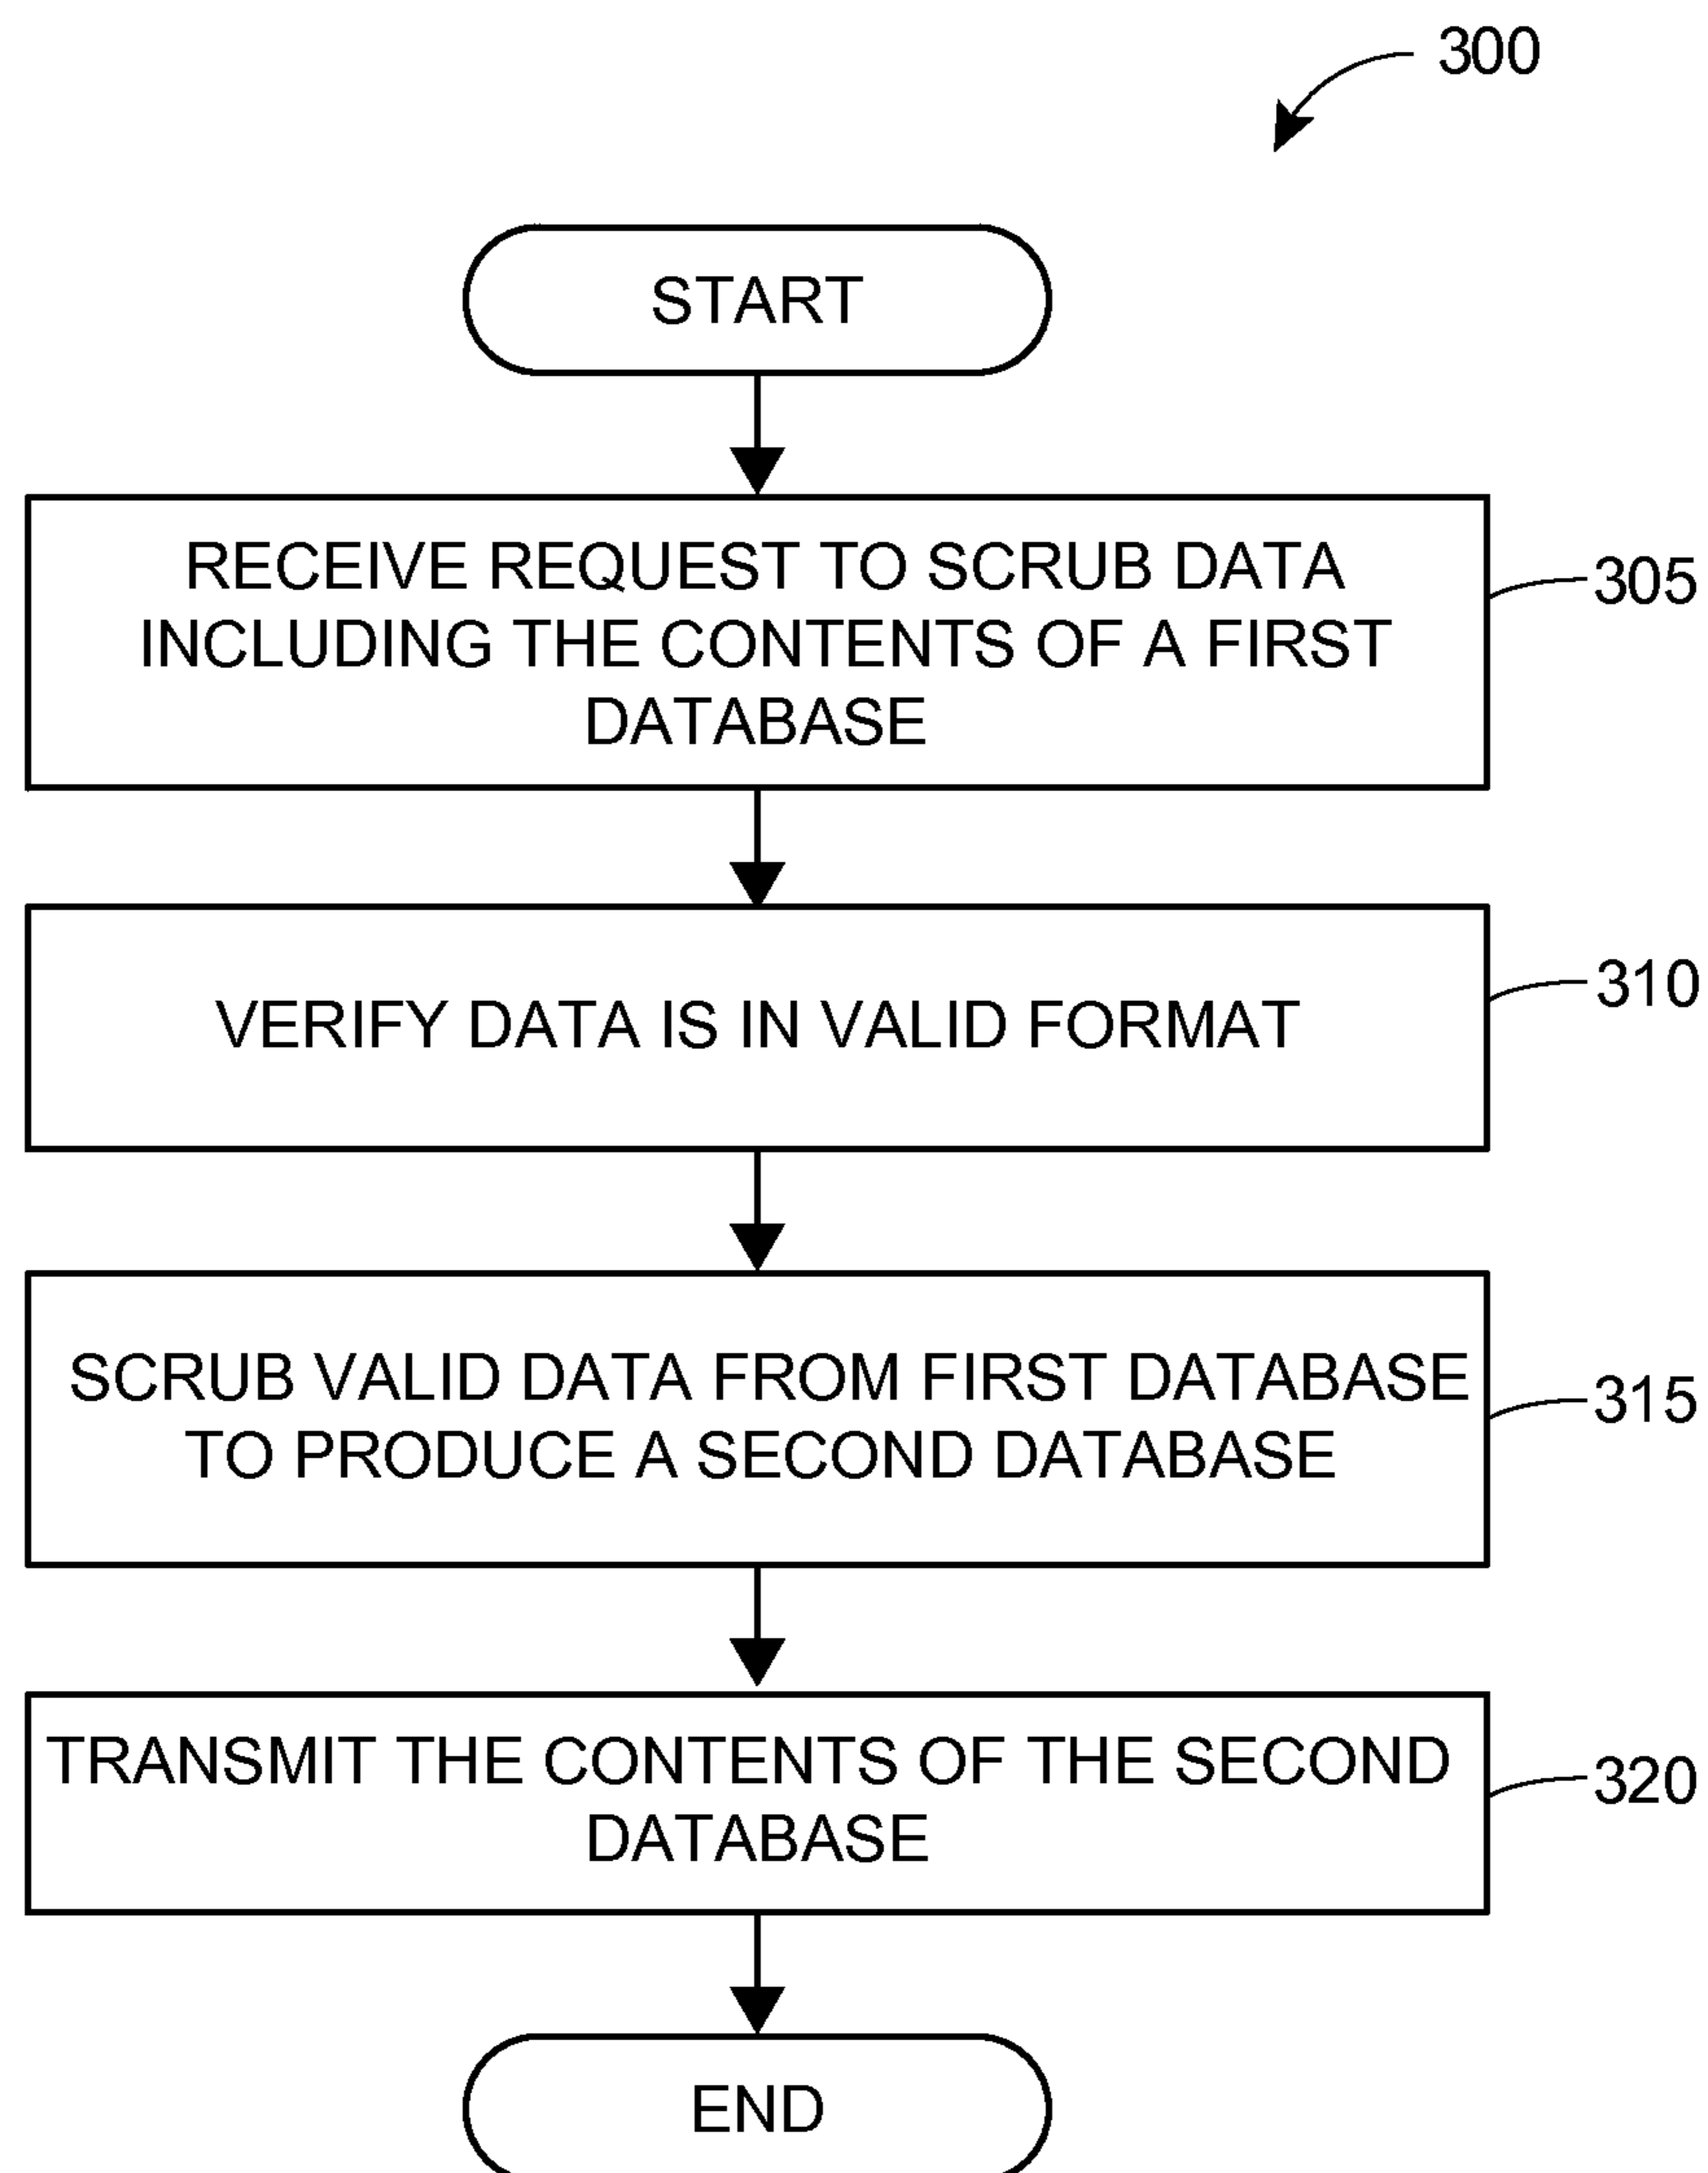 300
START
RECEIVE REQUEST TO SCRUB DATA
INCLUDING THE CONTENTS OF A FIRST
DATABASE
305
VERIFY DATA IS IN VALID FORMAT
310
SCRUB VALID DATA FROM FIRST DATABASE
TO PRODUCE A SECOND DATABASE
315
TRANSMIT THE CONTENTS OF THE SECOND
DATABASE
320
END